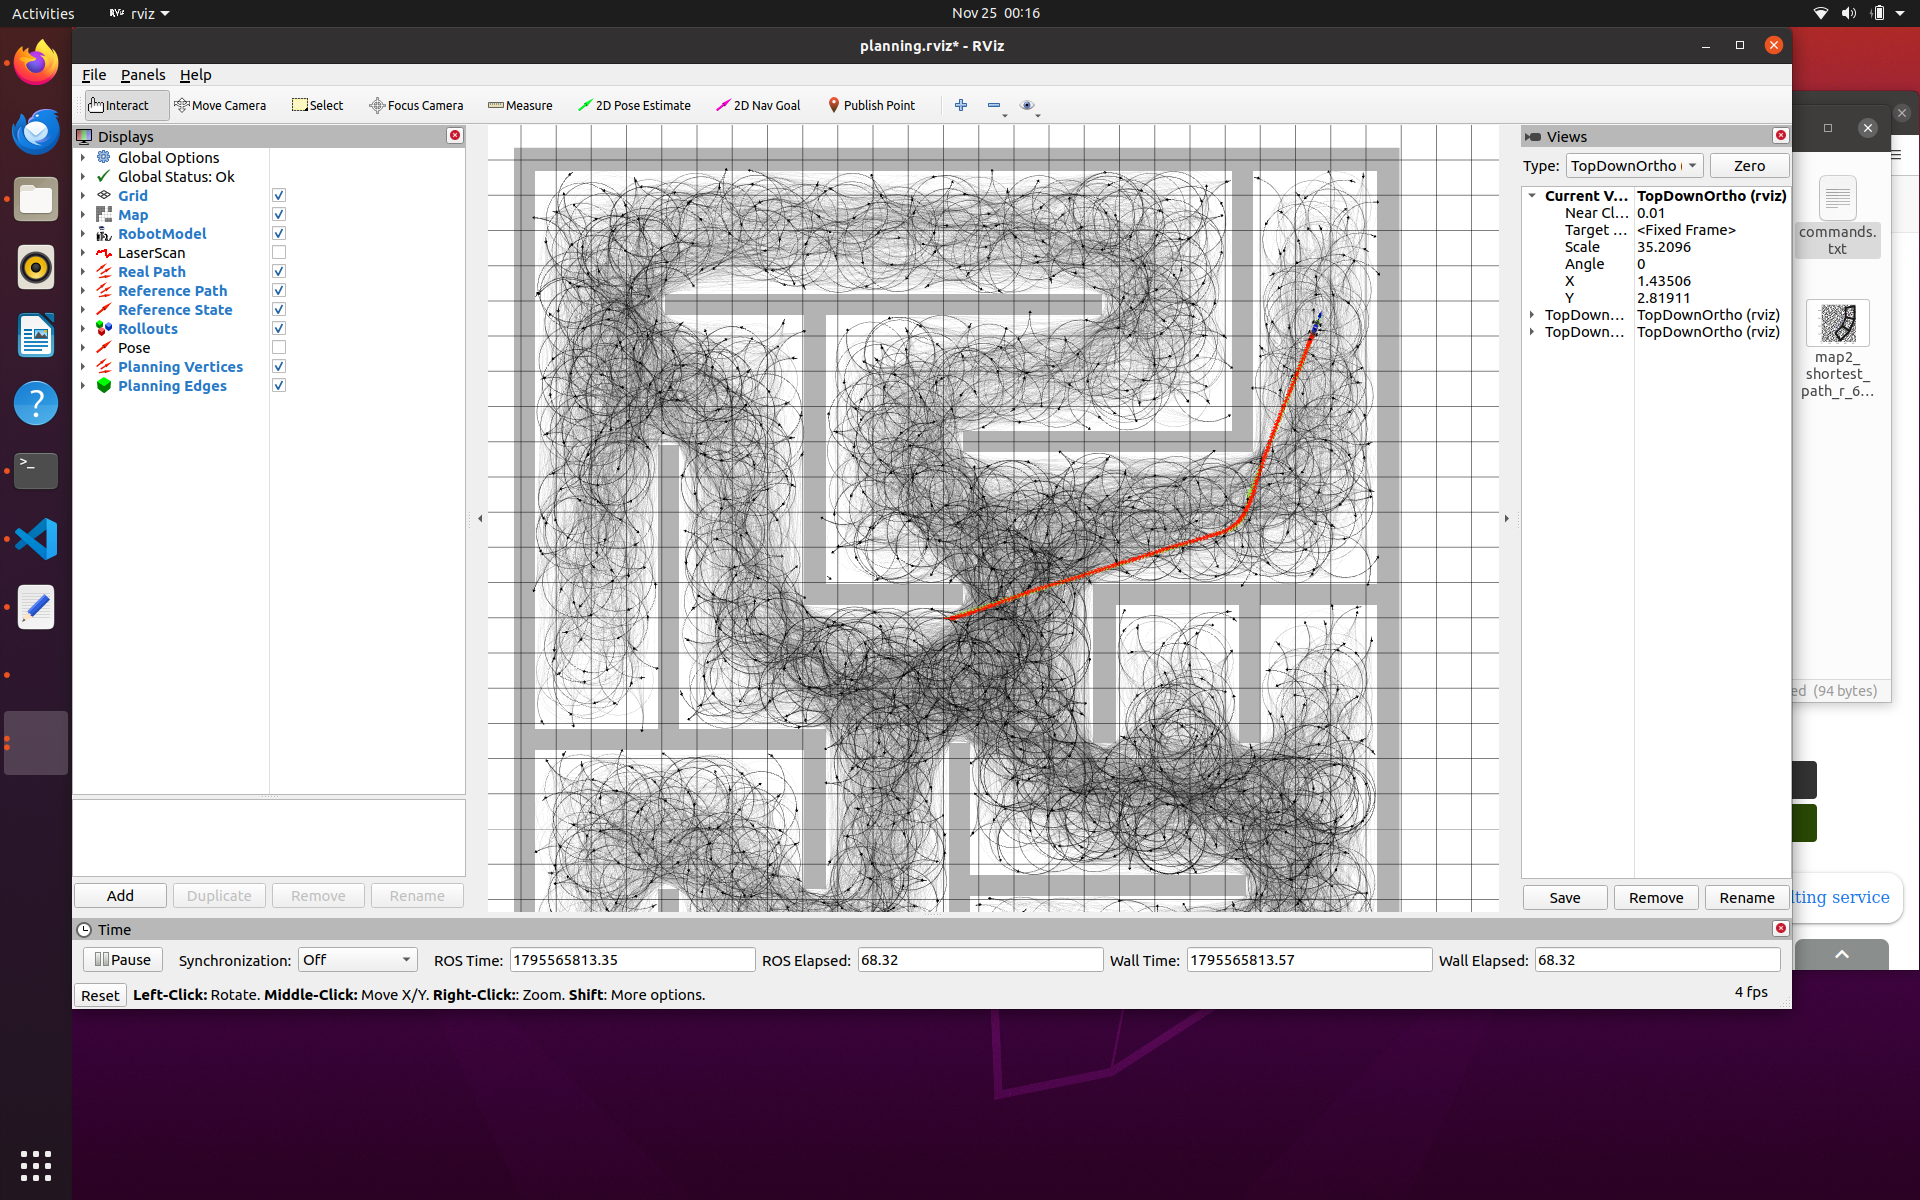 Activities
rviz
Nov 25 00:16
planning.rviz* - RViz
File Panels Help
Interact Move Camera Select Focus Camera Measure 2D Pose Estimate 2D Nav Goal Publish Point
Displays
Global Options
Global Status: Ok
Grid
Map
RobotModel
LaserScan
Real Path
Reference Path
Reference State
Rollouts
Pose
Planning Vertices
Planning Edges
Add Duplicate Remove Rename
Views
Type: TopDownOrtho ( Zero
Current V... TopDownOrtho (rviz)
Near Cl... 0.01
Target ... <Fixed Frame>
Scale 35.2096
Angle 0
X 1.43506
Y 2.81911
TopDown... TopDownOrtho (rviz)
TopDown... TopDownOrtho (rviz)
Save Remove Rename
commands.
txt
map2_
shortest_
path_r_6...
ed (94 bytes)
lting service
Time
Pause Synchronization: Off ROS Time: 1795565813.35 ROS Elapsed: 68.32 Wall Time: 1795565813.57 Wall Elapsed: 68.32
Reset Left-Click: Rotate. Middle-Click: Move X/Y. Right-Click:: Zoom. Shift: More options.
4 fps